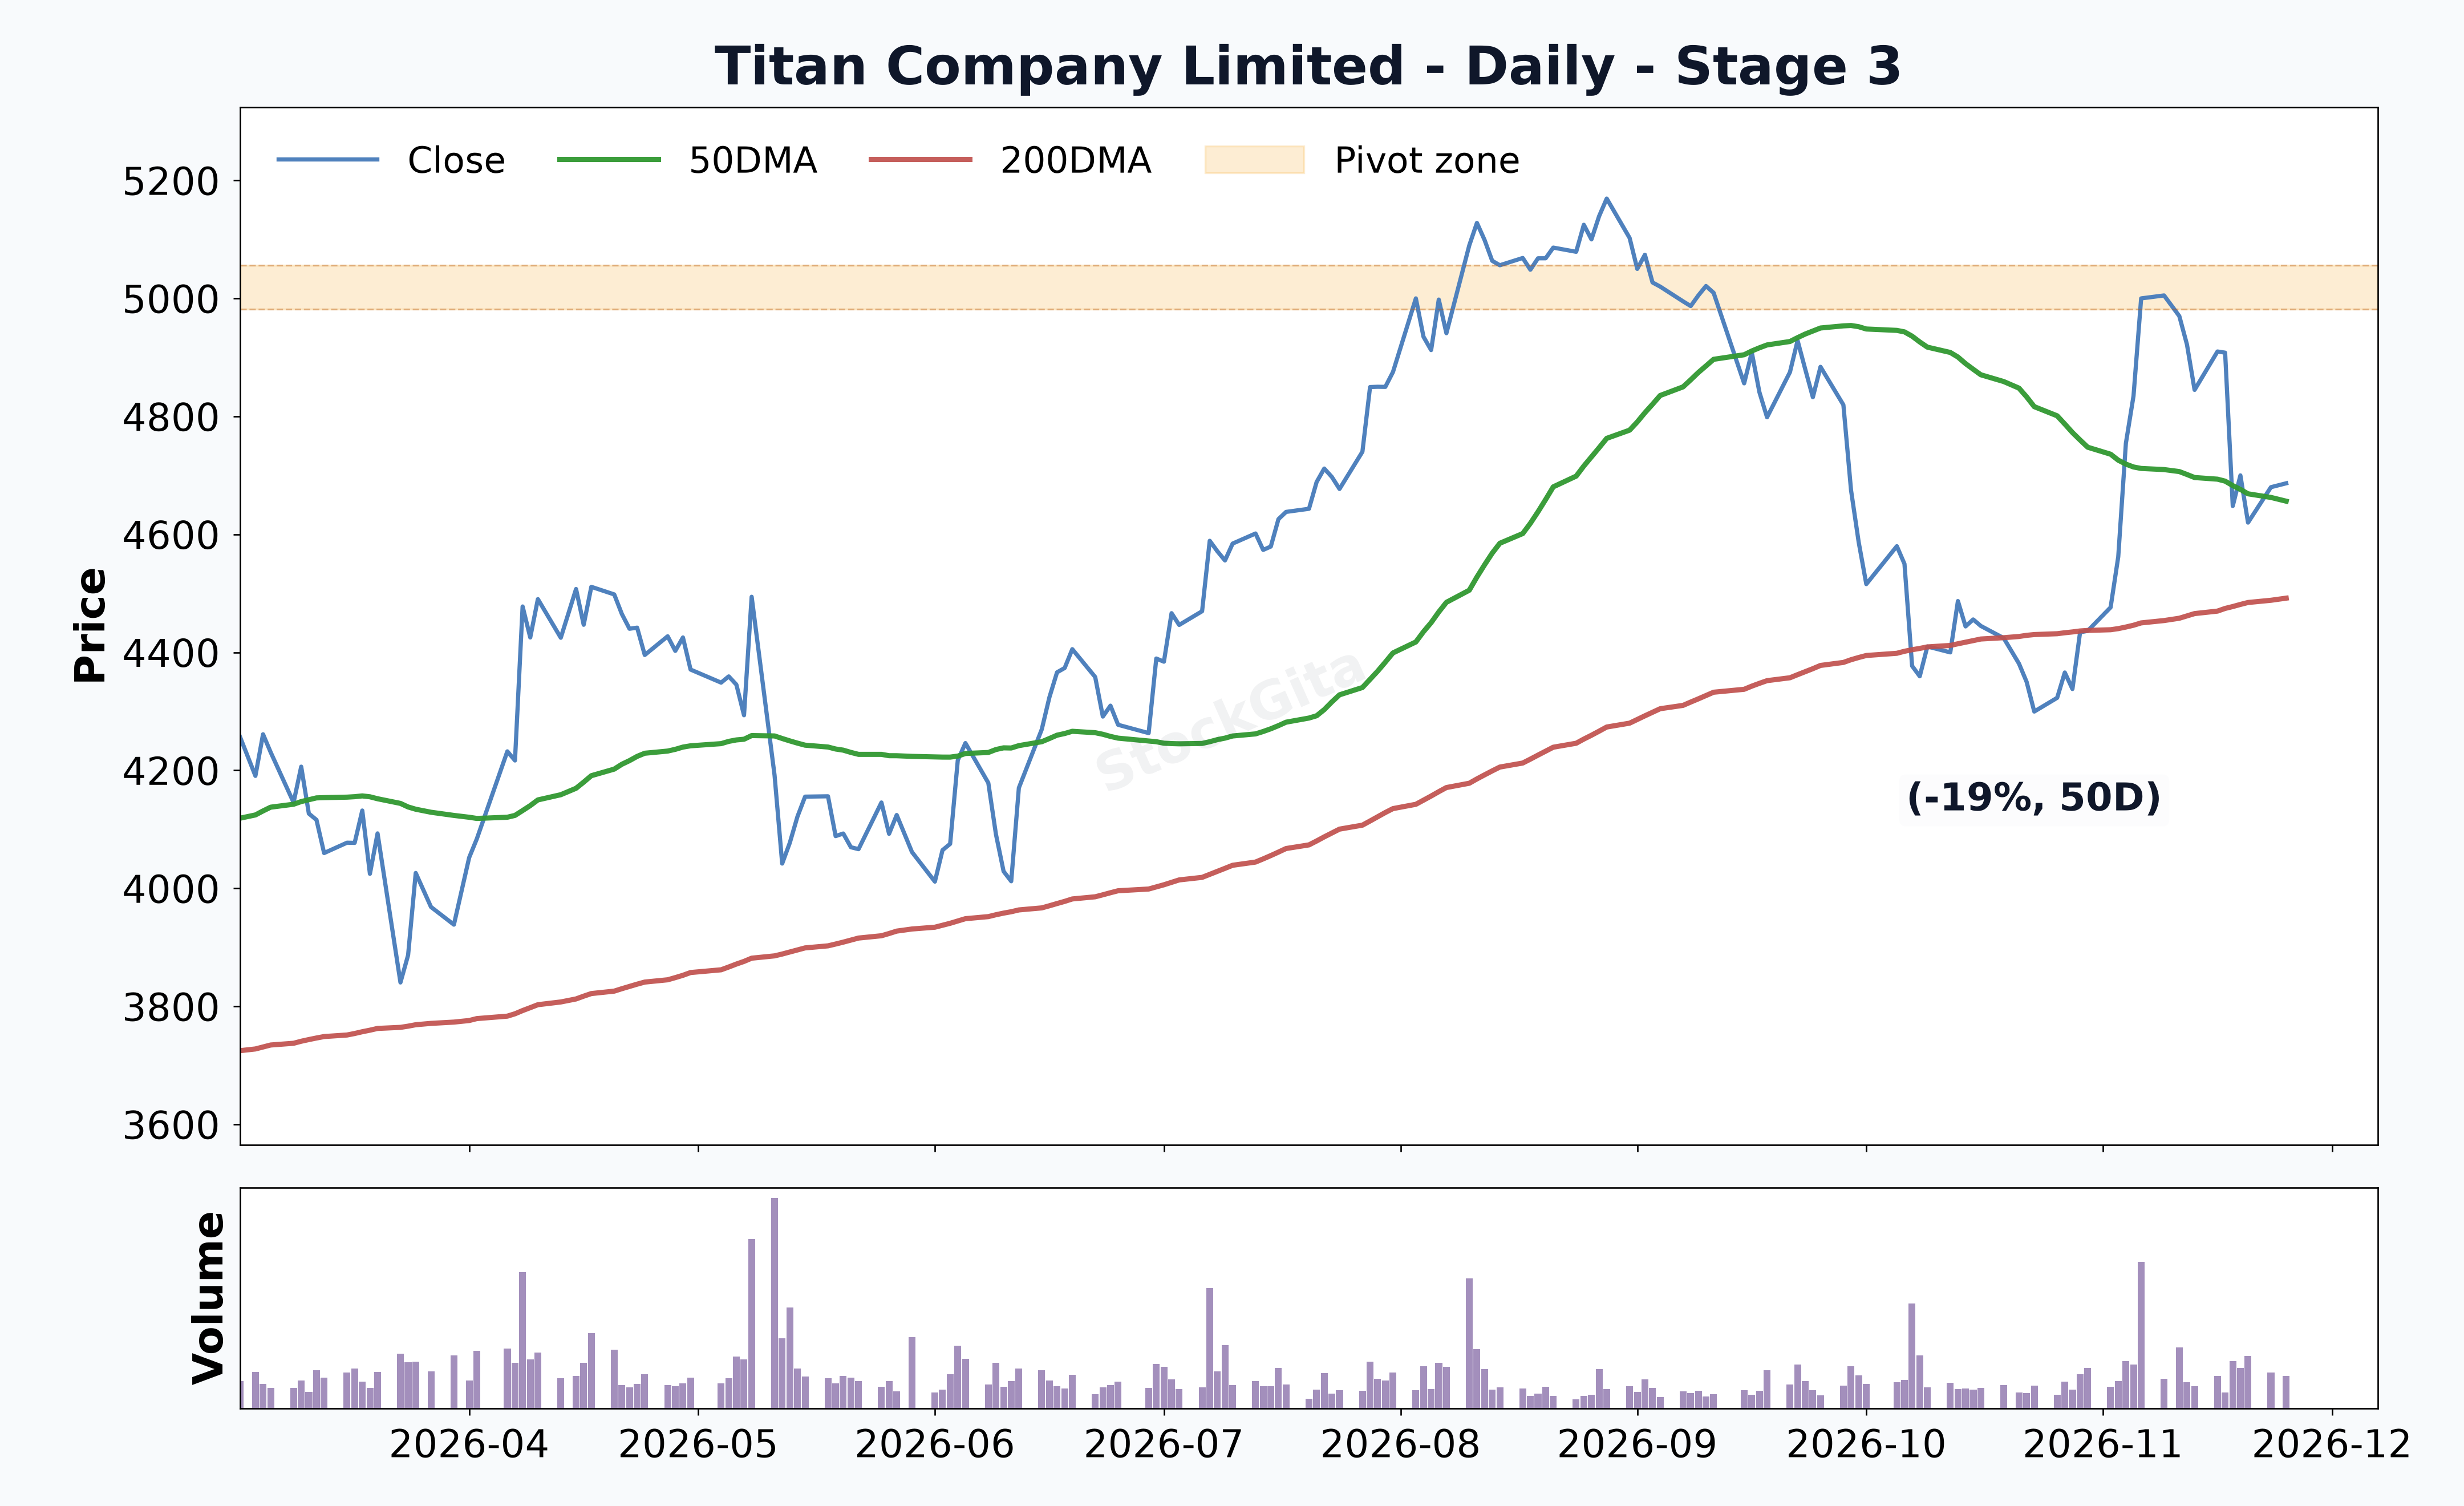 Titan Company Limited - Daily - Stage 3
Close 50DMA 200DMA Pivot zone
5200
5000
4800
4600
4400
4200
4000
3800
3600
Price
StockGita
(-19%, 50D)
Volume
2026-04 2026-05 2026-06 2026-07 2026-08 2026-09 2026-10 2026-11 2026-12